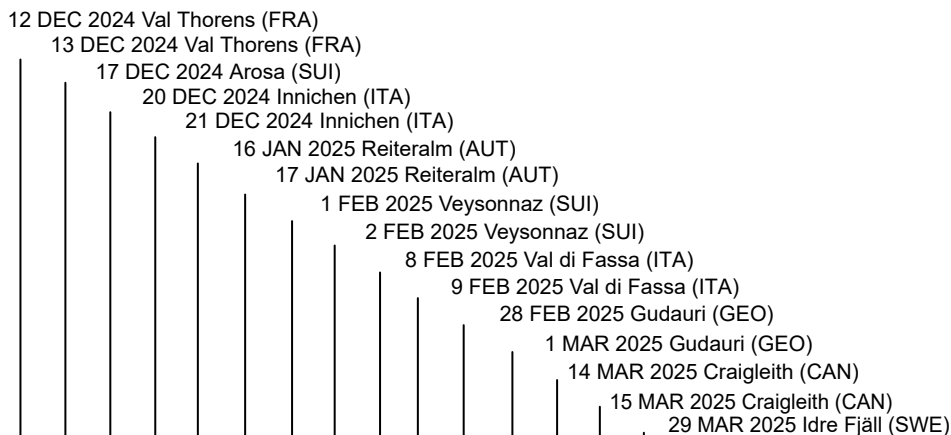 12 DEC 2024 Val Thorens (FRA)
13 DEC 2024 Val Thorens (FRA)
17 DEC 2024 Arosa (SUI)
20 DEC 2024 Innichen (ITA)
21 DEC 2024 Innichen (ITA)
16 JAN 2025 Reiteralm (AUT)
17 JAN 2025 Reiteralm (AUT)
1 FEB 2025 Veysonnaz (SUI)
2 FEB 2025 Veysonnaz (SUI)
8 FEB 2025 Val di Fassa (ITA)
9 FEB 2025 Val di Fassa (ITA)
28 FEB 2025 Gudauri (GEO)
1 MAR 2025 Gudauri (GEO)
14 MAR 2025 Craigleith (CAN)
15 MAR 2025 Craigleith (CAN)
29 MAR 2025 Idre Fjäll (SWE)